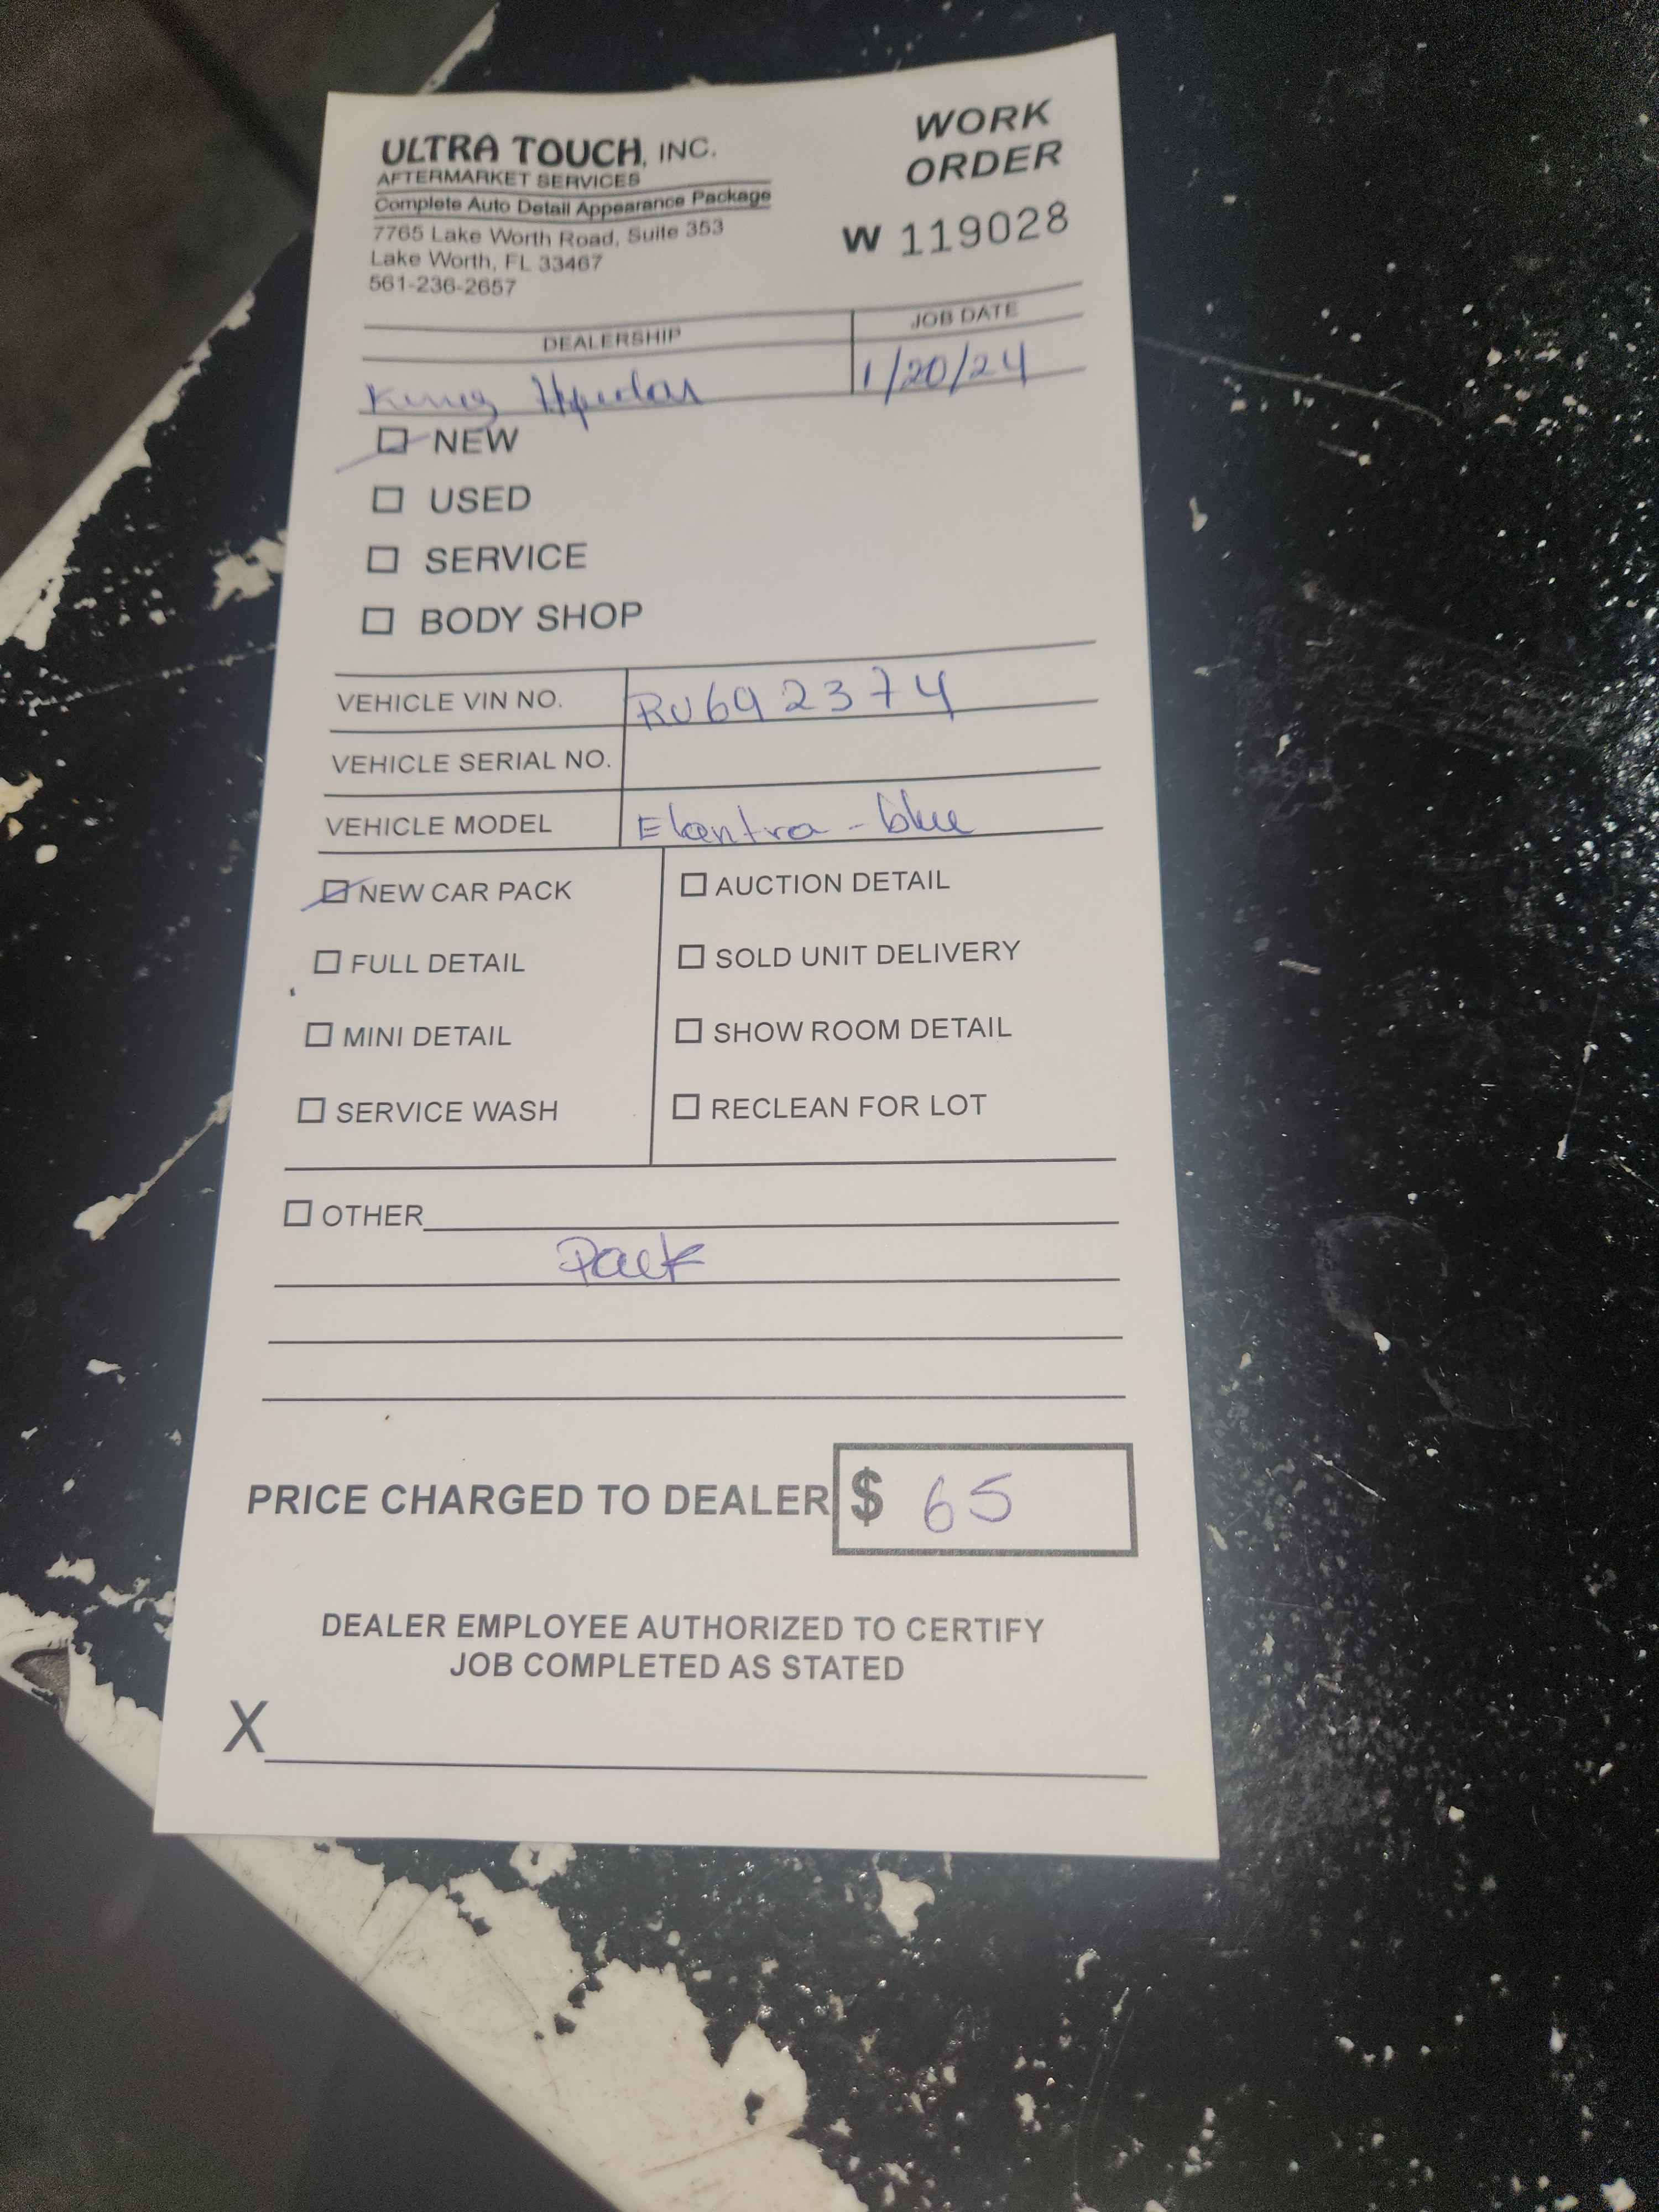 ULTRA TOUCH, INC.
AFTERMARKET SERVICES
Complete Auto Detail Appearance Package
7765 Lake Worth Road, Suite 353
Lake Worth, FL 33467
561-236-2657
WORK
ORDER
W 119028
DEALERSHIP
JOB DATE
King
1/20/24
NEW
USED
SERVICE
BODY SHOP
VEHICLE VIN NO. RU692374
VEHICLE SERIAL NO.
VEHICLE MODEL Elantra - blue
NEW CAR PACK
FULL DETAIL
MINI DETAIL
SERVICE WASH
AUCTION DETAIL
SOLD UNIT DELIVERY
SHOW ROOM DETAIL
RECLEAN FOR LOT
OTHER
Pack
PRICE CHARGED TO DEALER $ 65
DEALER EMPLOYEE AUTHORIZED TO CERTIFY
JOB COMPLETED AS STATED
X